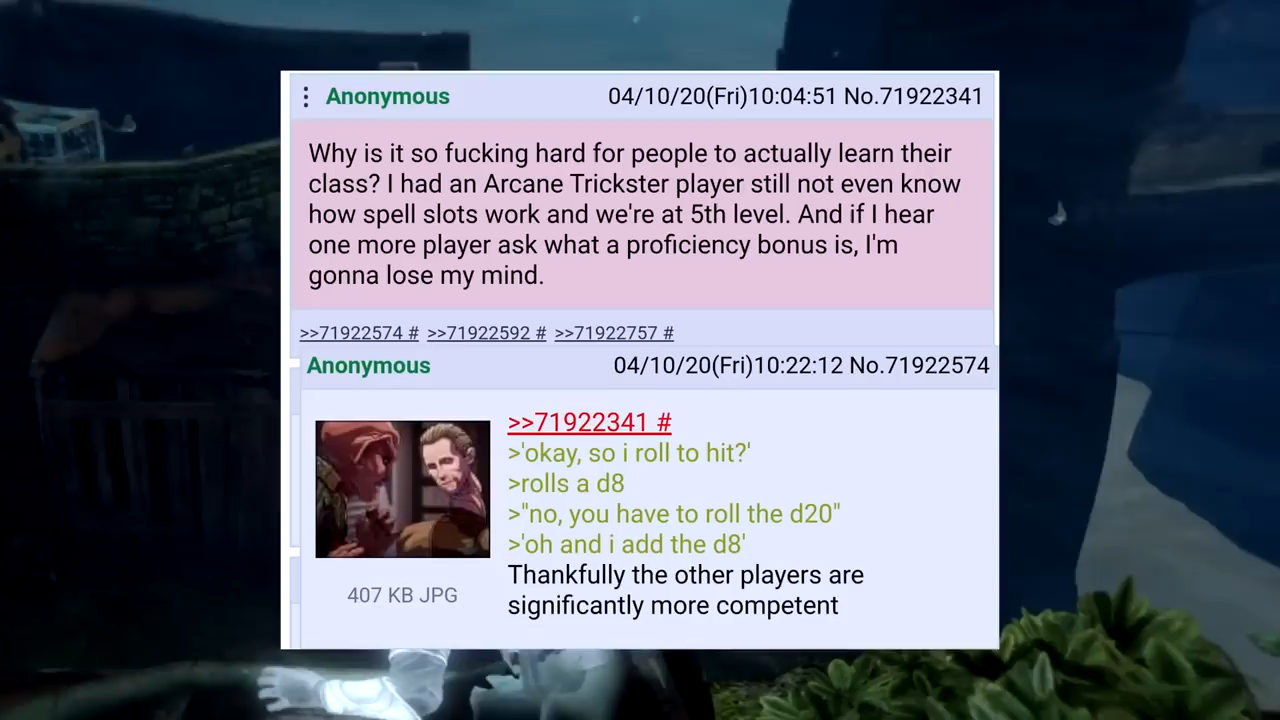 Anonymous 04/10/20(Fri)10:04:51 No.71922341
Why is it so fucking hard for people to actually learn their
class? I had an Arcane Trickster player still not even know
how spell slots work and we're at 5th level. And if I hear
one more player ask what a proficiency bonus is, I'm
gonna lose my mind.
>>71922574 # >>71922592 # >>71922757 #
Anonymous 04/10/20(Fri)10:22:12 No.71922574
>>71922341 #
>'okay, so i roll to hit?'
>rolls a d8
>"no, you have to roll the d20"
>'oh and i add the d8'
Thankfully the other players are
significantly more competent
407 KB JPG